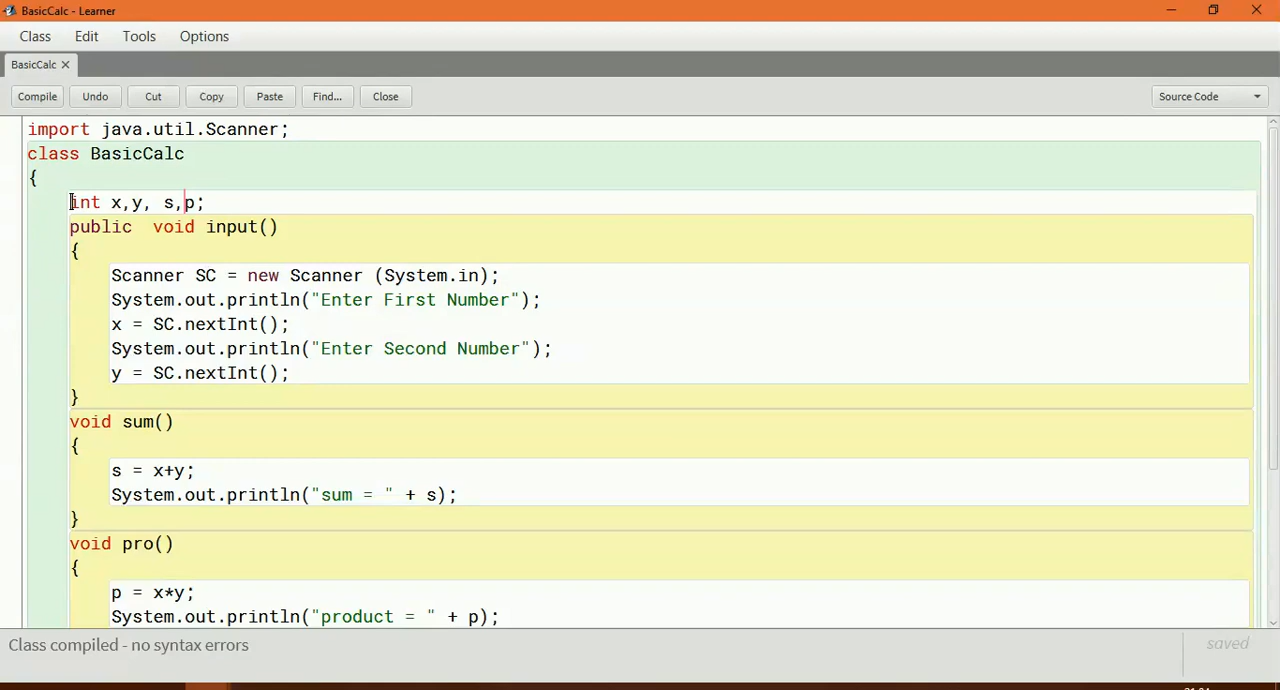 BasicCalc - Learner
Class Edit Tools Options
BasicCalc
Compile Undo Cut Copy Paste Find... Close Source Code
import java.util.Scanner;
class BasicCalc
{
int x,y, s,p;
public  void input()
{
Scanner SC = new Scanner (System.in);
System.out.println("Enter First Number");
x = SC.nextInt();
System.out.println("Enter Second Number");
y = SC.nextInt();
}
void sum()
{
s = x+y;
System.out.println("sum = " + s);
}
void pro()
{
p = x*y;
System.out.println("product = " + p);
Class compiled - no syntax errors
saved